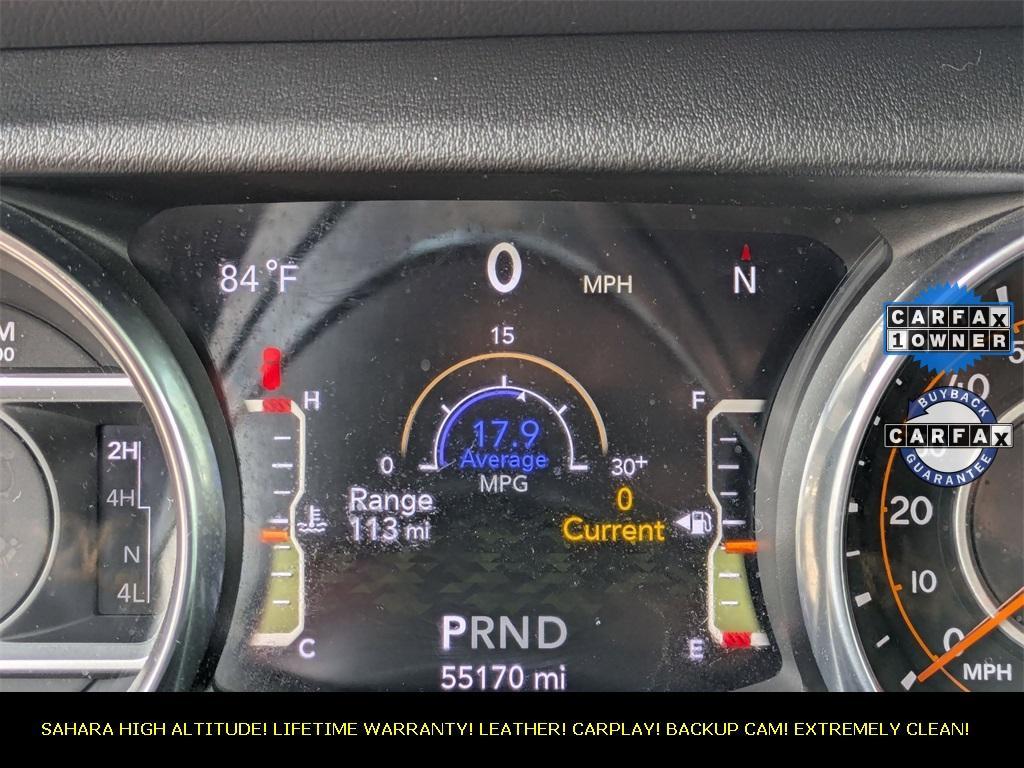 84°F
0
MPH
N
15
H
F
17.9
Average
MPG
0
30+
Range
113 mi
0
Current
C
E
PRND
55170 mi
2H
4H
N
4L
40
20
10
0
MPH
CARFAX
1 OWNER
BUYBACK
CARFAX
GUARANTEE
SAHARA HIGH ALTITUDE! LIFETIME WARRANTY! LEATHER! CARPLAY! BACKUP CAM! EXTREMELY CLEAN!